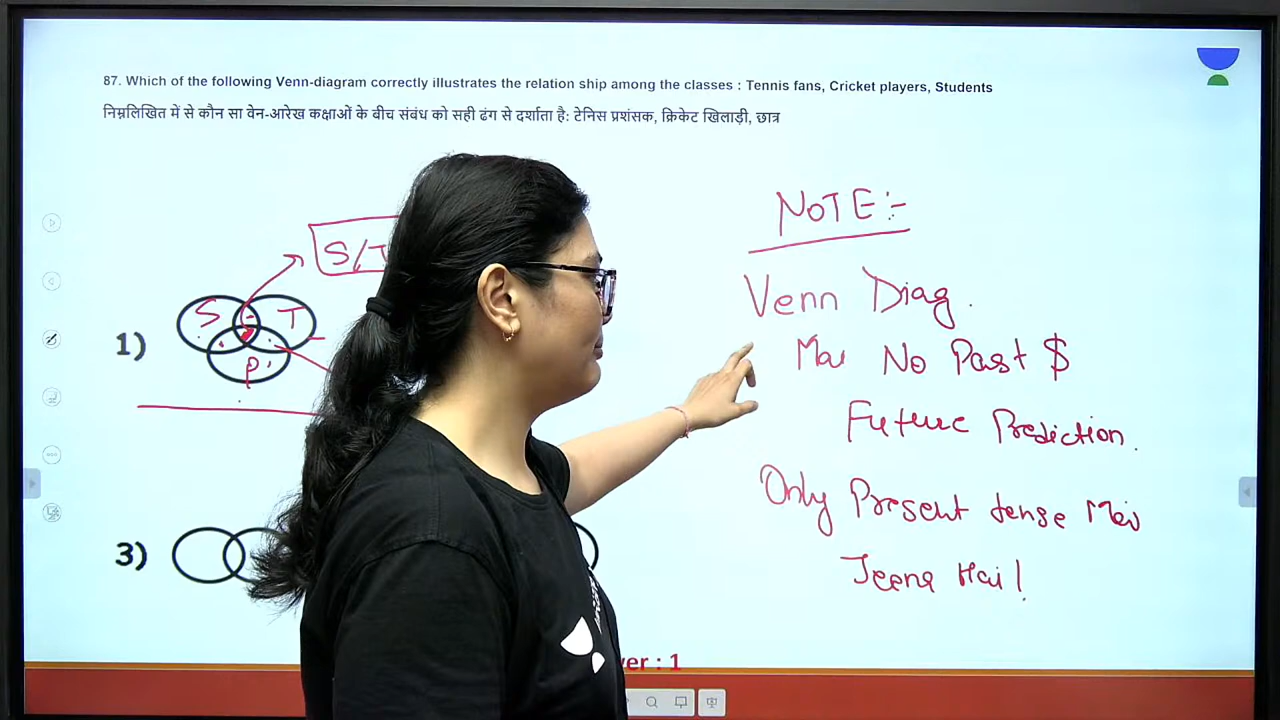 87. Which of the following Venn-diagram correctly illustrates the relation ship among the classes : Tennis fans, Cricket players, Students
निम्नलिखित में से कौन सा वेन-आरेख कक्षाओं के बीच संबंध को सही ढंग से दर्शाता है: टेनिस प्रशंसक, क्रिकेट खिलाड़ी, छात्र
NOTE :-
S/T
Venn Diag.
S T
1)
P
Mai No Past $
Future Prediction.
Only Present tense Mei
3)
Jeena Hai !
ver : 1